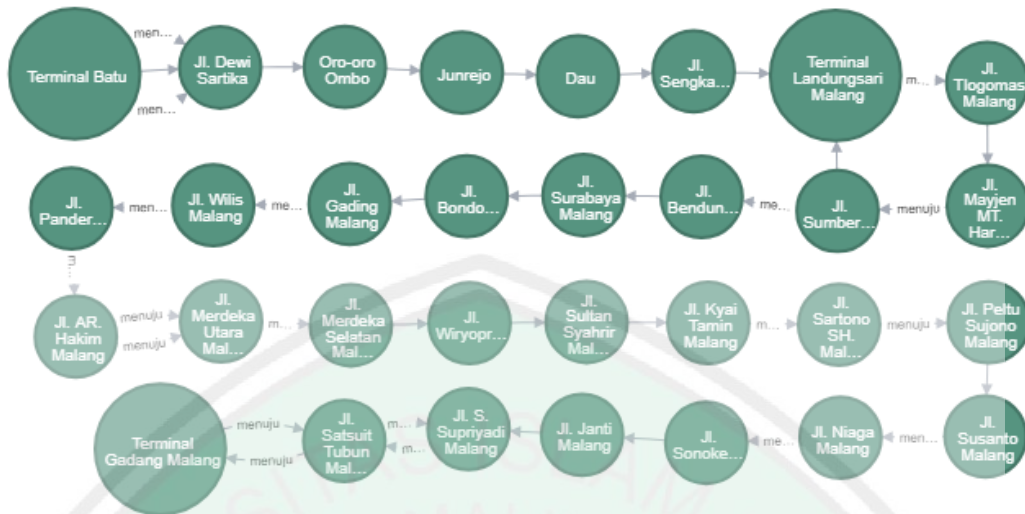 Terminal Batu
men...
men...
Jl. Dewi
Sartika
Oro-oro
Ombo
Junrejo
Dau
Jl.
Sengka...
Terminal
Landungsari
Malang
m...
Jl.
Tlogomas
Malang
Jl.
Pander...
men...
Jl. Wilis
Malang
me...
Jl.
Gading
Malang
Jl.
Bondo...
Jl.
Surabaya
Malang
Jl.
Bendun...
me...
Jl.
Sumber...
menuju
Jl.
Mayjen
MT.
Har...
m...
Jl. AR.
Hakim
Malang
menuju
menuju
Jl.
Merdeka
Utara
Mal...
m...
Jl.
Merdeka
Selatan
Mal...
Jl.
Wiryopr...
Jl.
Sultan
Syahrir
Mal...
Jl. Kyai
Tamin
Malang
m...
Jl.
Sartono
SH.
Mal...
menuju
Jl. Peltu
Sujono
Malang
Terminal
Gadang Malang
menuju
menuju
Jl.
Satsuit
Tubun
Mal...
m...
m...
Jl. S.
Supriyadi
Malang
Jl. Janti
Malang
Jl.
Sonoke...
me...
Jl. Niaga
Malang
men...
Jl.
Susanto
Malang